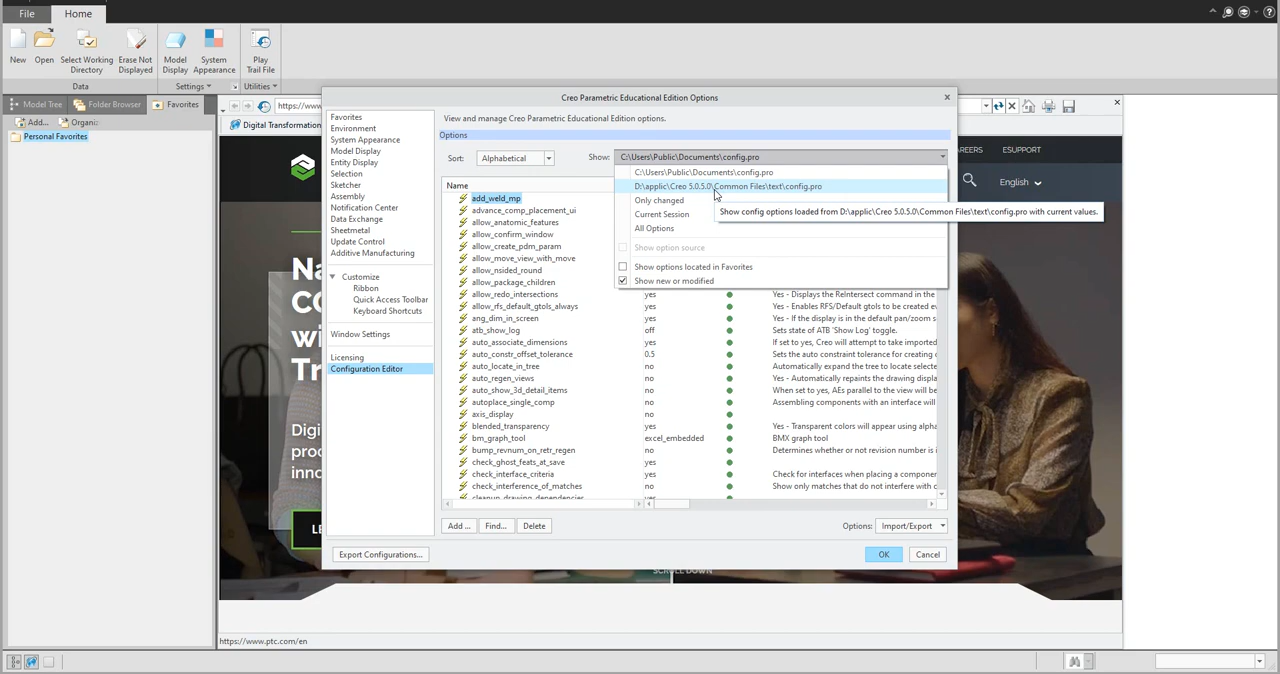 File
Home
New
Open
Select Working
Directory
Erase Not
Displayed
Model
Display
System
Appearance
Play
Trail File
Data
Settings
Utilities
Model Tree
Folder Browser
Favorites
Add...
Personal Favorites
https://www
Digital Transformation
Creo Parametric Educational Edition Options
Favorites
Environment
System Appearance
Model Display
Entity Display
Selection
Sketcher
Assembly
Notification Center
Data Exchange
Sheetmetal
Update Control
Additive Manufacturing
Customize
Ribbon
Quick Access Toolbar
Keyboard Shortcuts
Window Settings
Licensing
Configuration Editor
Export Configurations...
View and manage Creo Parametric Educational Edition options.
Options
Sort:
Alphabetical
Show:
C:\Users\Public\Documents\config.pro
C:\Users\Public\Documents\config.pro
D:\applic\Creo 5.0.5.0\Common Files\text\config.pro
Only changed
Current Session
All Options
Show option source
Show options located in Favorites
Show new or modified
Show config options loaded from D:\applic\Creo 5.0.5.0\Common Files\text\config.pro with current values.
Name
add_weld_mp
advance_comp_placement_ui
allow_anatomic_features
allow_confirm_window
allow_create_pdm_param
allow_move_view_with_move
allow_nsided_round
allow_package_children
allow_redo_intersections yes Yes - Displays the ReIntersect command in the
allow_rfs_default_gtols_always yes Yes - Enables RFS/Default gtols to be created e
ang_dim_in_screen yes Yes - If the display is in the default pan/zoom s
atb_show_log off Sets state of ATB 'Show Log' toggle.
auto_associate_dimensions yes If set to yes, Creo will attempt to take imported
auto_constr_offset_tolerance 0.5 Sets the auto constraint tolerance for creating
auto_locate_in_tree no Automatically expand the tree to locate selecte
auto_regen_views no Yes - Automatically repaints the drawing displa
auto_show_3d_detail_items no When set to yes, AEs parallel to the view will be
autoplace_single_comp no Assembling components with an interface will
axis_display no
blended_transparency yes Yes - Transparent colors will appear using alpha
bm_graph_tool excel_embedded BMX graph tool
bump_revnum_on_retr_regen no Determines whether or not revision number is i
check_ghost_feats_at_save yes
check_interface_criteria yes Check for interfaces when placing a componer
check_interference_of_matches no Show only matches that do not interfere with
cleanup_drawing_dependencies
Add ...
Find...
Delete
Options:
Import/Export
OK
Cancel
AREERS
ESUPPORT
English
Digi
SCROLL DOWN
https://www.ptc.com/en